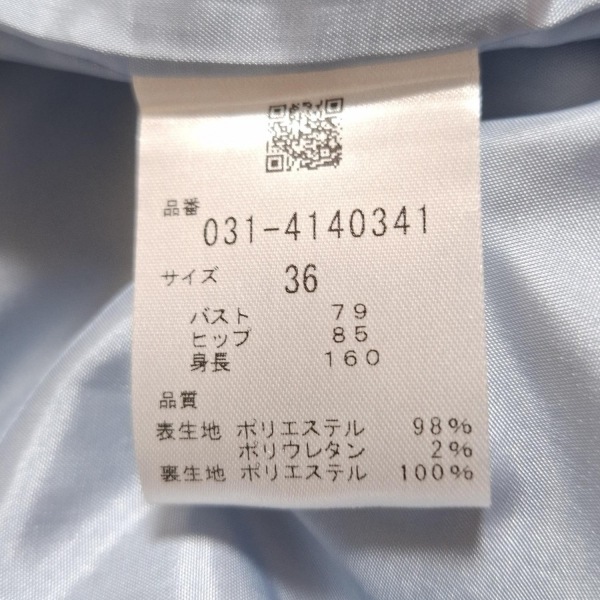 品番
031-4140341
サイズ 36
バスト 79
ヒップ 85
身長 160
品質
表生地 ポリエステル 98%
ポリウレタン 2%
裏生地 ポリエステル 100%